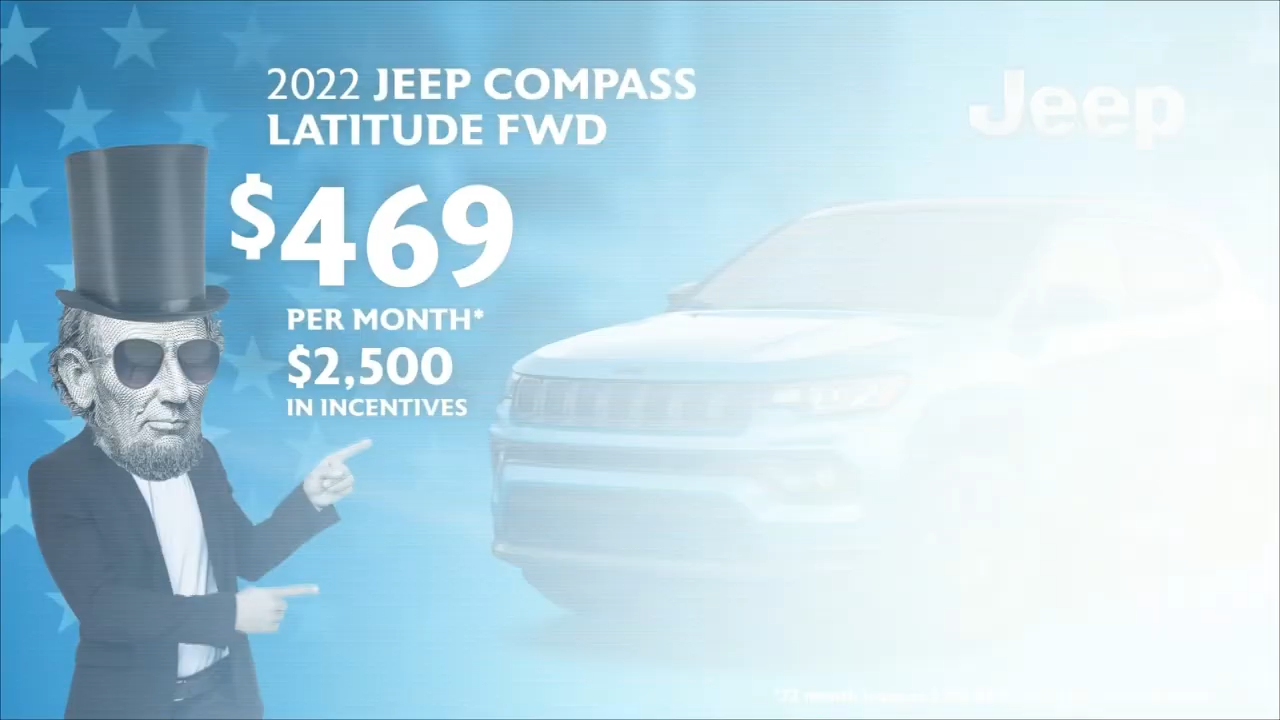 2022 JEEP COMPASS
LATITUDE FWD
Jeep
$469
PER MONTH*
$2,500
IN INCENTIVES